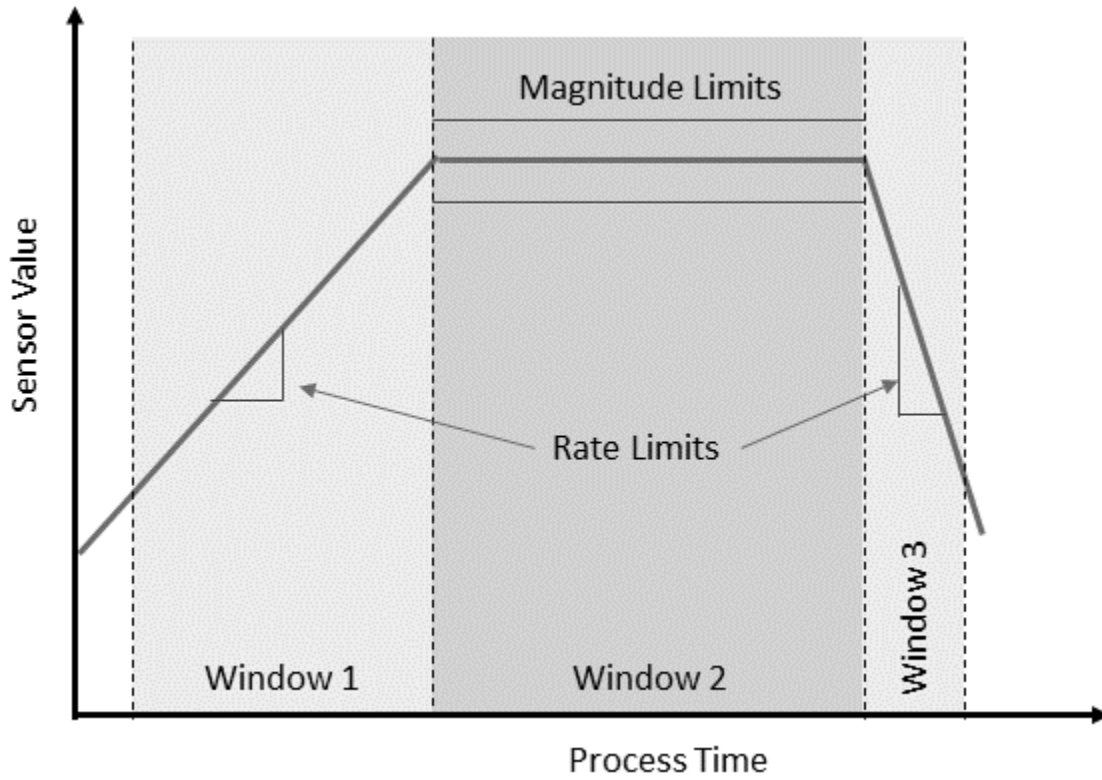 Magnitude Limits
Sensor Value
Rate Limits
Window 1
Window 2
Window 3
Process Time